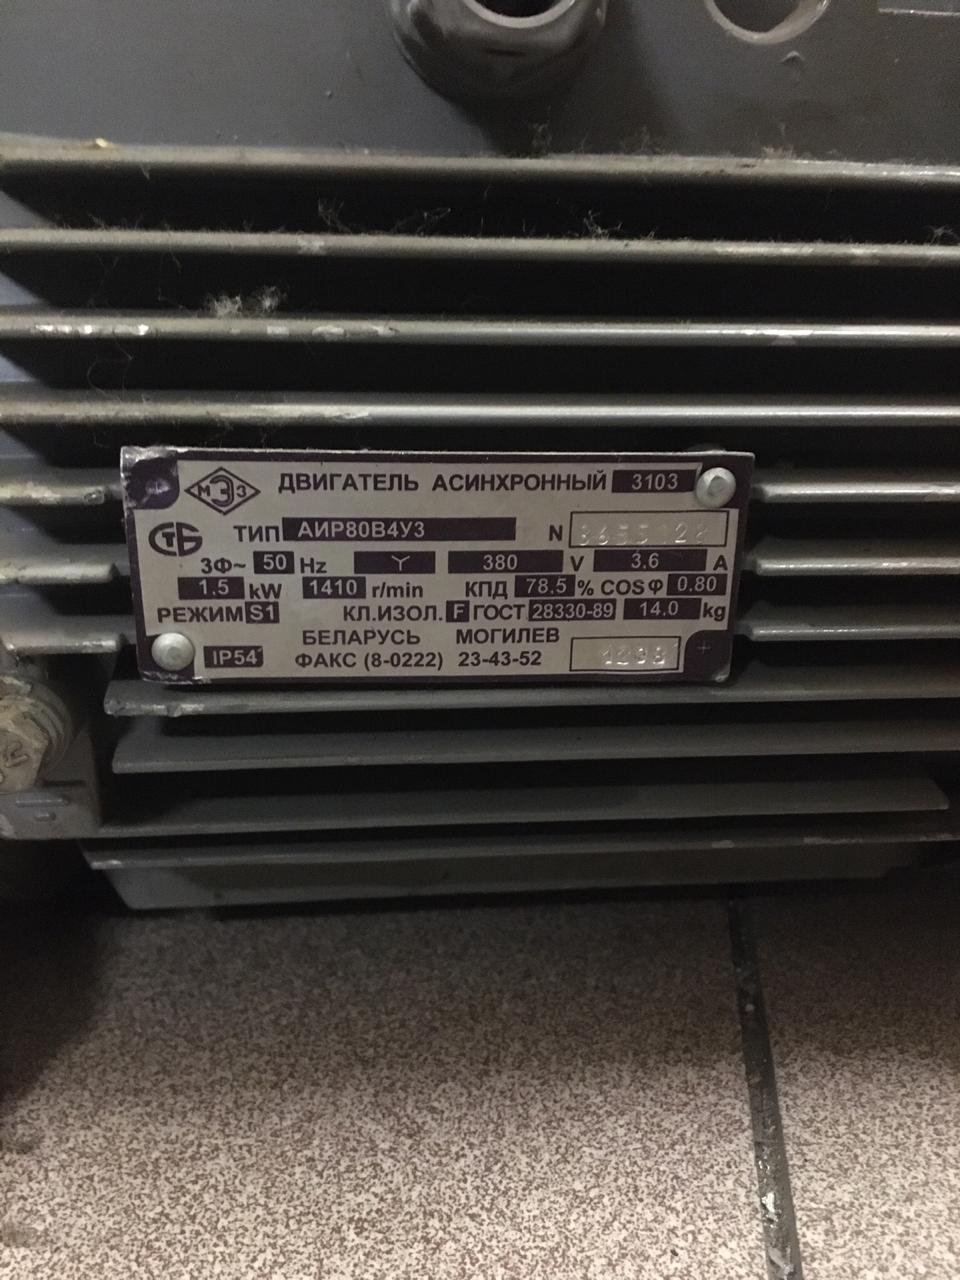 МЭЗ ДВИГАТЕЛЬ АСИНХРОННЫЙ 3103
СТБ ТИП АИР80В4У3 N
3Ф~ 50 Hz Y 380 V 3.6 A
1.5 kW 1410 r/min КПД 78.5 % COS φ 0.80
РЕЖИМ S1 КЛ.ИЗОЛ. F ГОСТ 28330-89 14.0 kg
БЕЛАРУСЬ МОГИЛЕВ
IP54 ФАКС (8-0222) 23-43-52